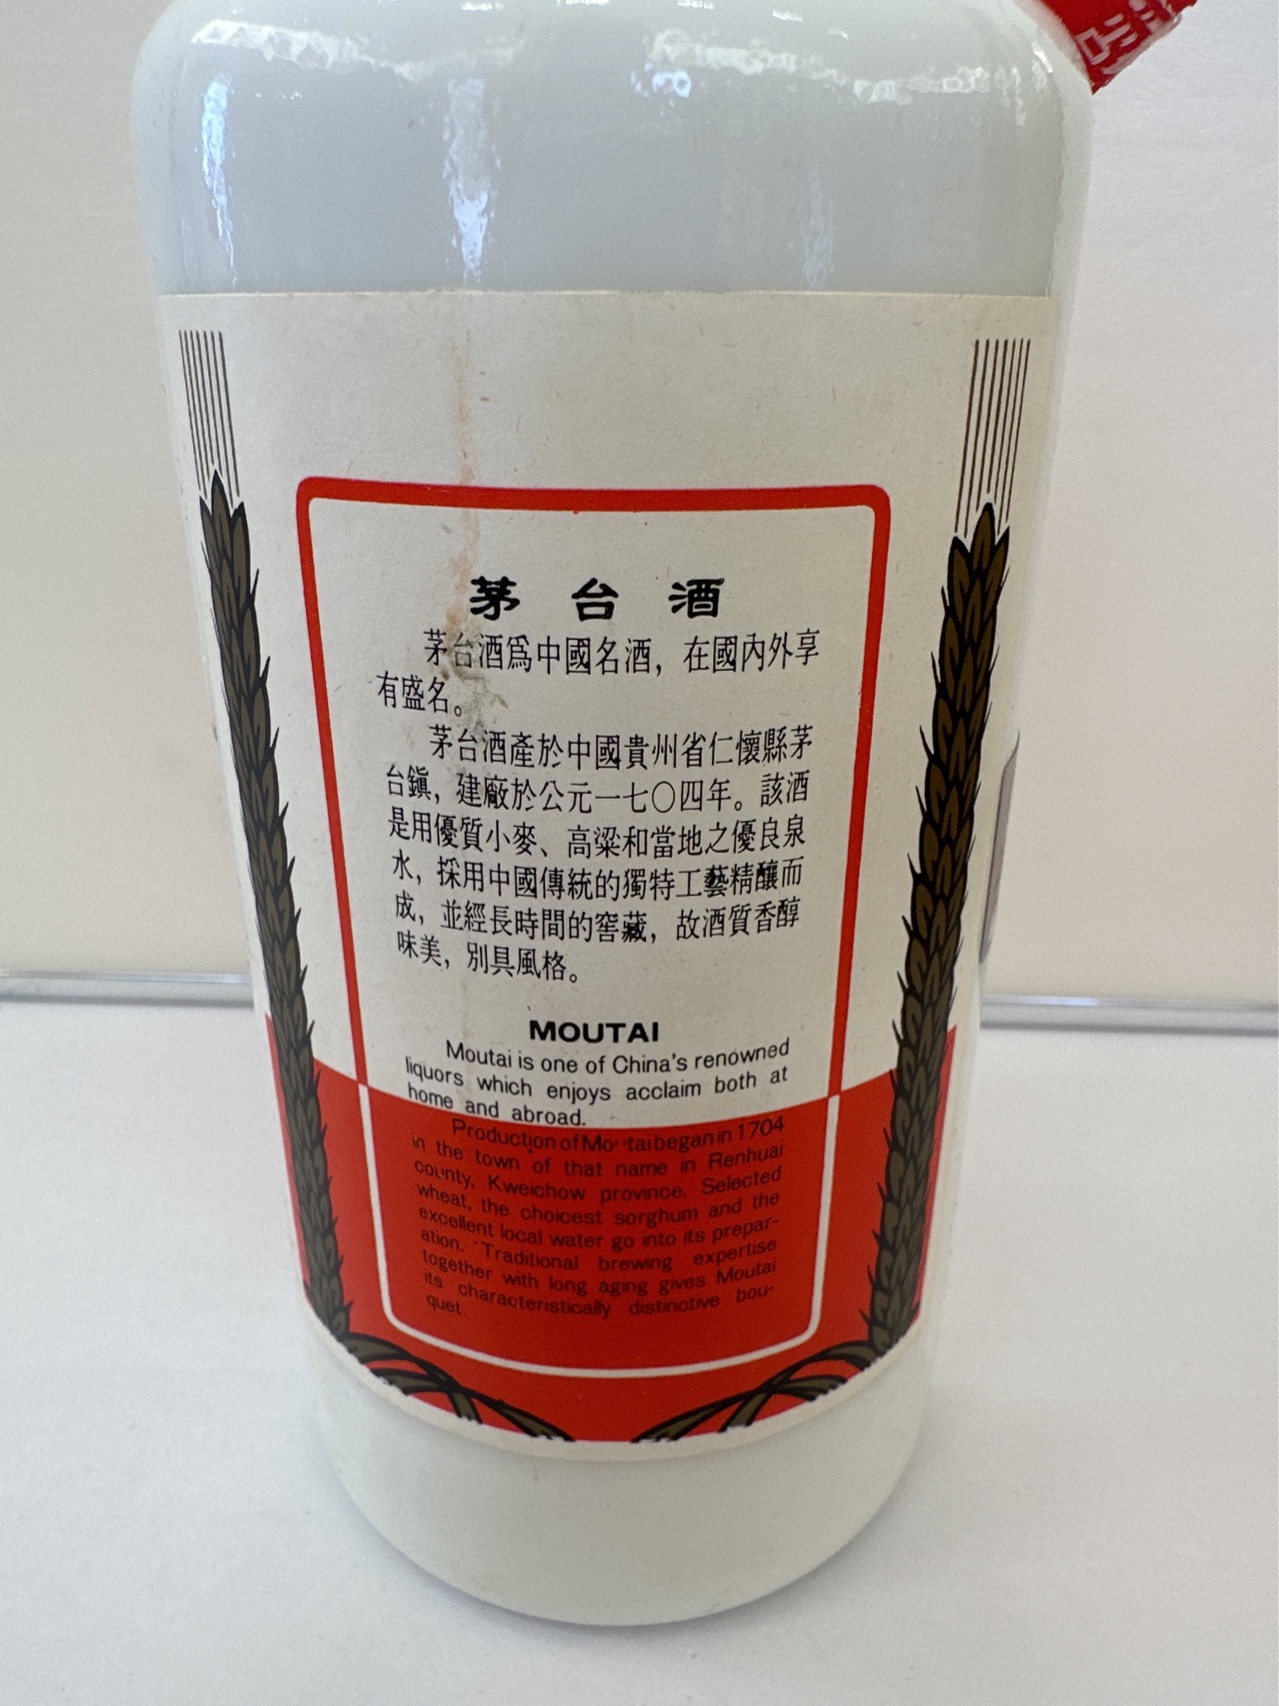 茅台酒
茅台酒爲中國名酒，在國內外享
有盛名。
茅台酒產於中國貴州省仁懷縣茅
台鎭，建廠於公元一七〇四年。該酒
是用優質小麥、高粱和當地之優良泉
水，採用中國傳統的獨特工藝精釀而
成，並經長時間的窖藏，故酒質香醇
味美，別具風格。
MOUTAI
Moutai is one of China's renowned
liquors which enjoys acclaim both at
home and abroad.
Production of Moutai began in 1704
in the town of that name in Renhuai
county, Kweichow province. Selected
wheat, the choicest sorghum and the
excellent local water go into its prepar-
ation. Traditional brewing expertise
together with long aging gives Moutai
its characteristically distinctive bou-
quet.